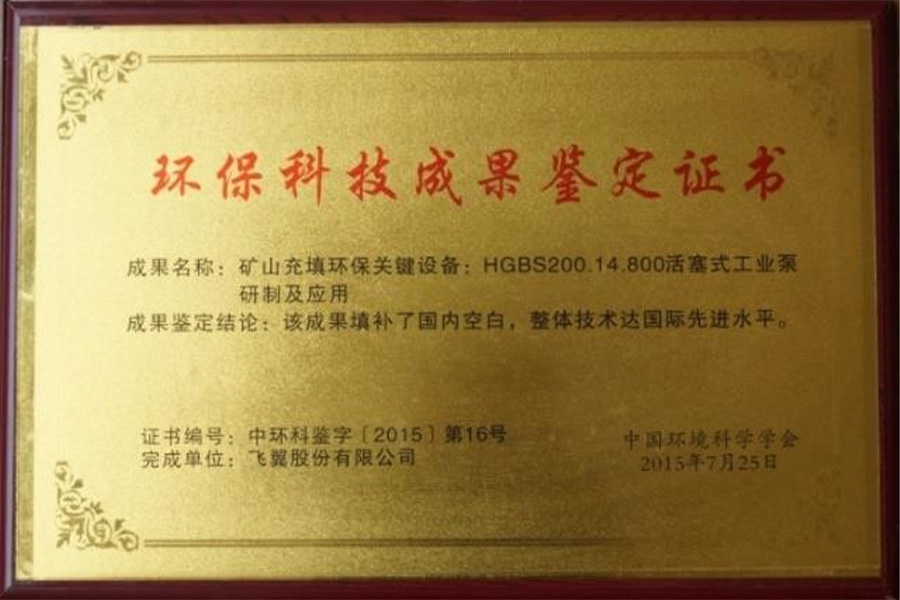 环保科技成果鉴定证书
成果名称：矿山充填环保关键设备：HGBS200.14.800活塞式工业泵
研制及应用
成果鉴定结论：该成果填补了国内空白，整体技术达国际先进水平。
证书编号：中环科鉴字〔2015〕第16号
完成单位：飞翼股份有限公司
中国环境科学学会
2015年7月25日